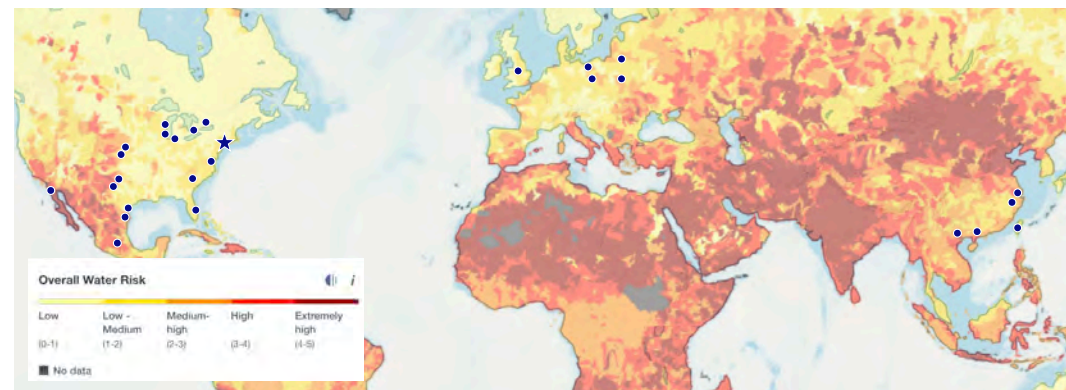 Overall Water Risk
i
Low
Low -
Medium
Medium-
high
High
Extremely
high
(0-1)
(1-2)
(2-3)
(3-4)
(4-5)
No data